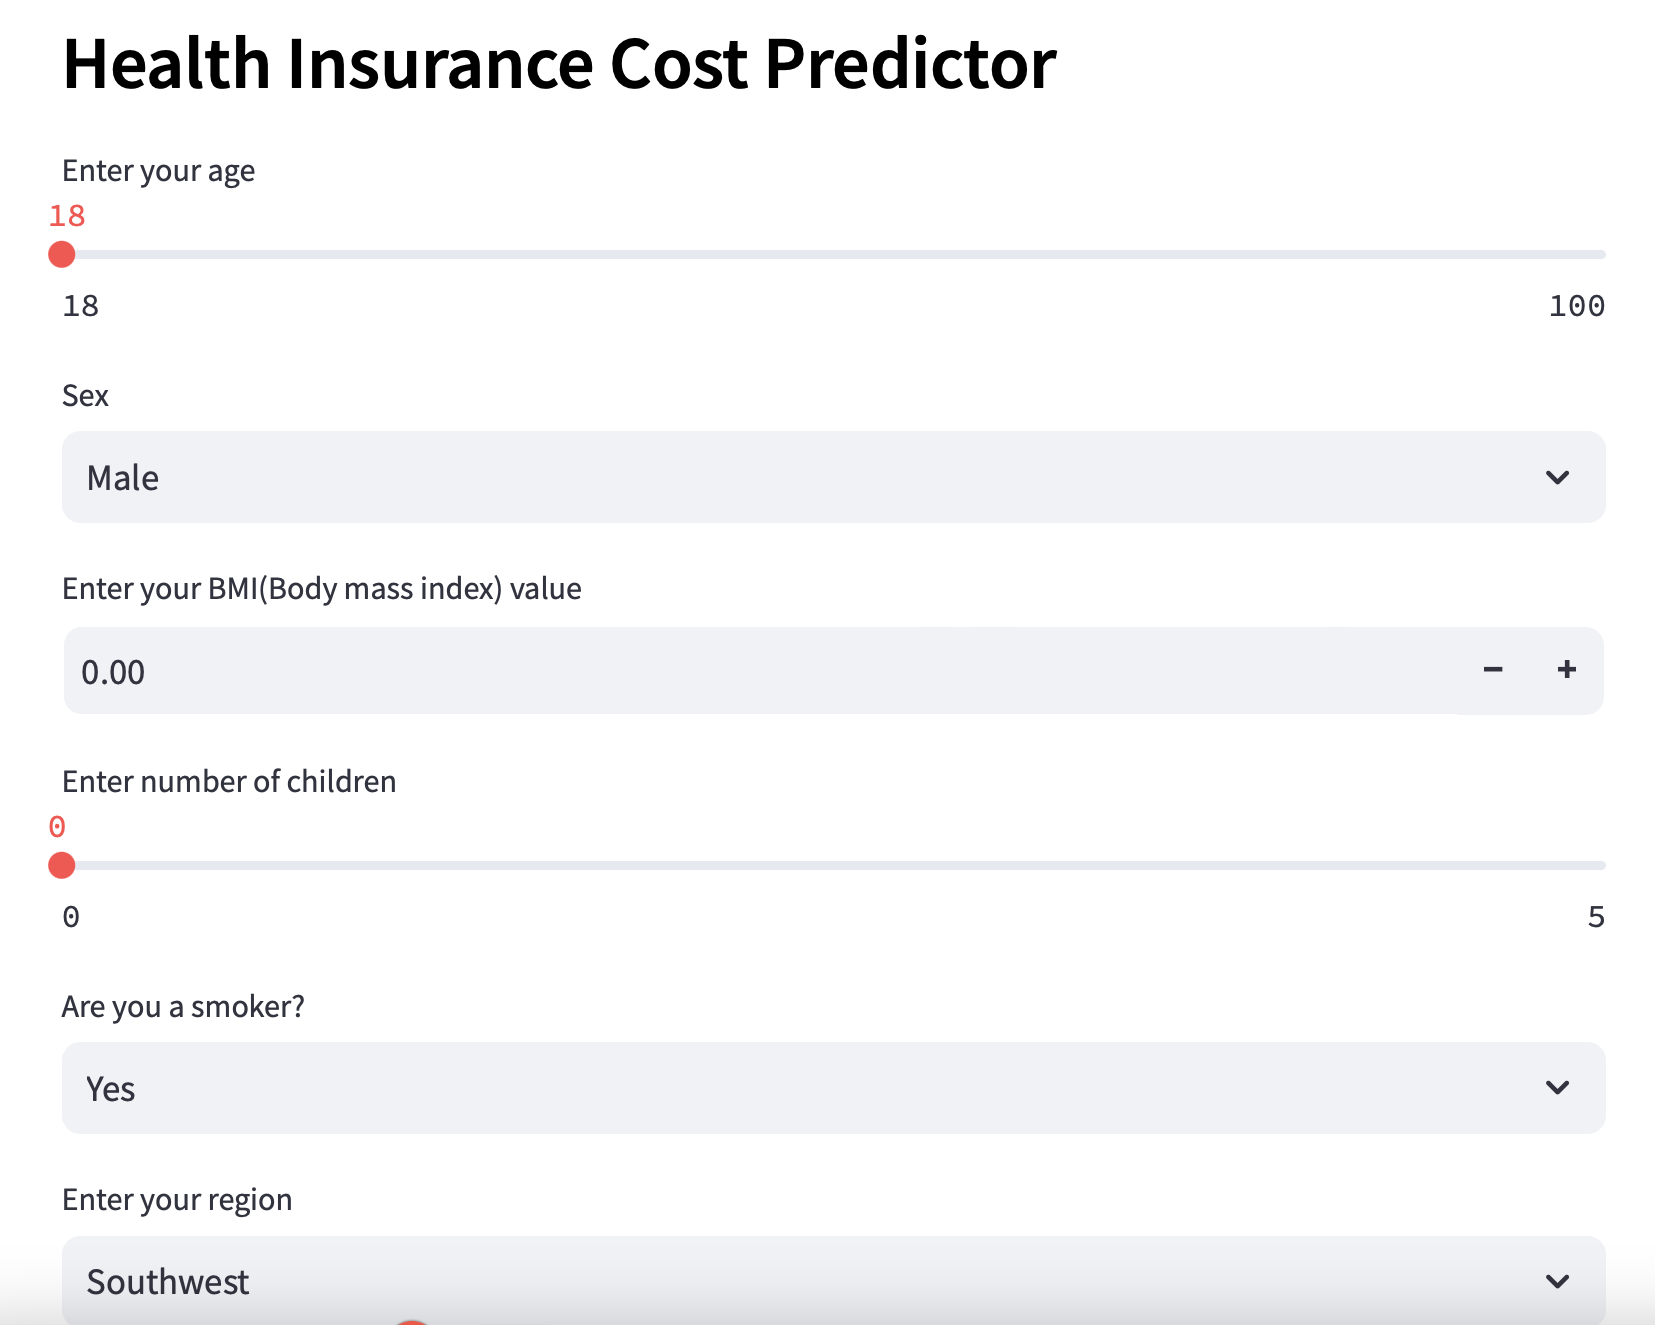 Health Insurance Cost Predictor
Enter your age
18
18 100
Sex
Male
Enter your BMI(Body mass index) value
0.00 − +
Enter number of children
0
0 5
Are you a smoker?
Yes
Enter your region
Southwest